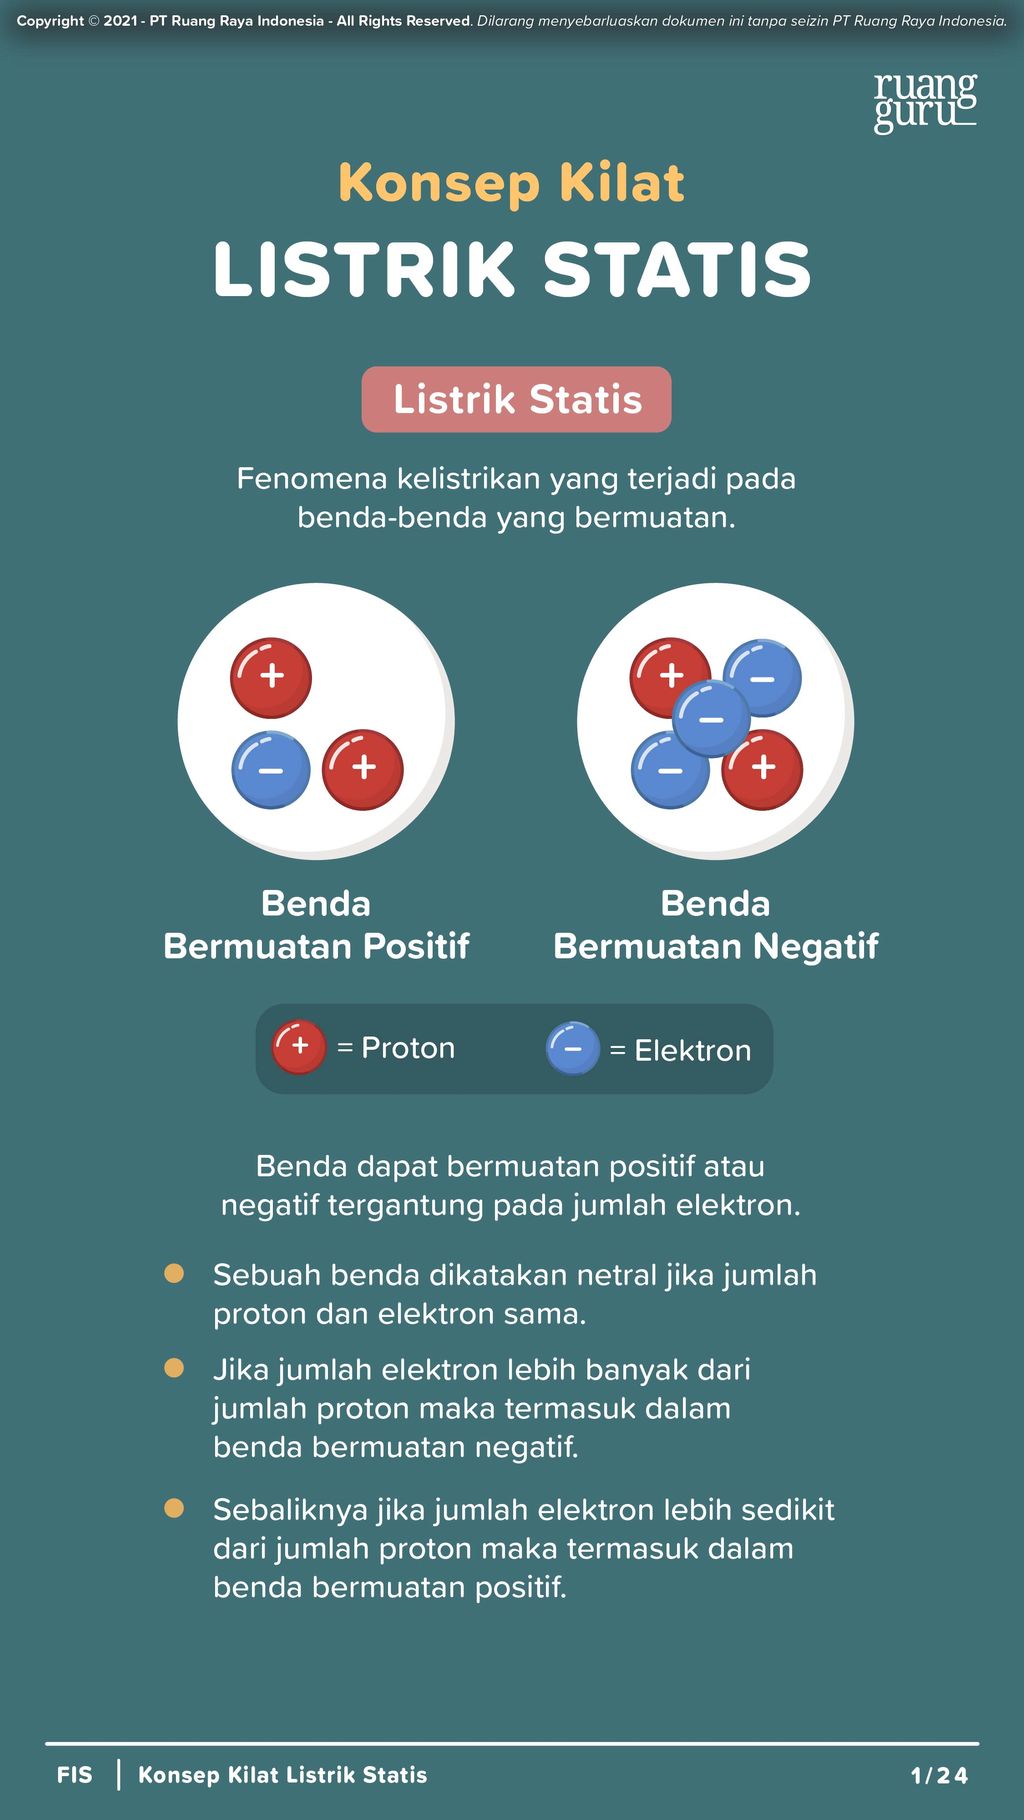 Copyright © 2021 - PT Ruang Raya Indonesia - All Rights Reserved. Dilarang menyebarluaskan dokumen ini tanpa seizin PT Ruang Raya Indonesia.
ruang
guru
Konsep Kilat
LISTRIK STATIS
Listrik Statis
Fenomena kelistrikan yang terjadi pada
benda-benda yang bermuatan.
+
+ −
−
− +
− +
Benda
Bermuatan Positif
Benda
Bermuatan Negatif
+ = Proton
− = Elektron
Benda dapat bermuatan positif atau
negatif tergantung pada jumlah elektron.
Sebuah benda dikatakan netral jika jumlah
proton dan elektron sama.
Jika jumlah elektron lebih banyak dari
jumlah proton maka termasuk dalam
benda bermuatan negatif.
Sebaliknya jika jumlah elektron lebih sedikit
dari jumlah proton maka termasuk dalam
benda bermuatan positif.
FIS | Konsep Kilat Listrik Statis
1/24